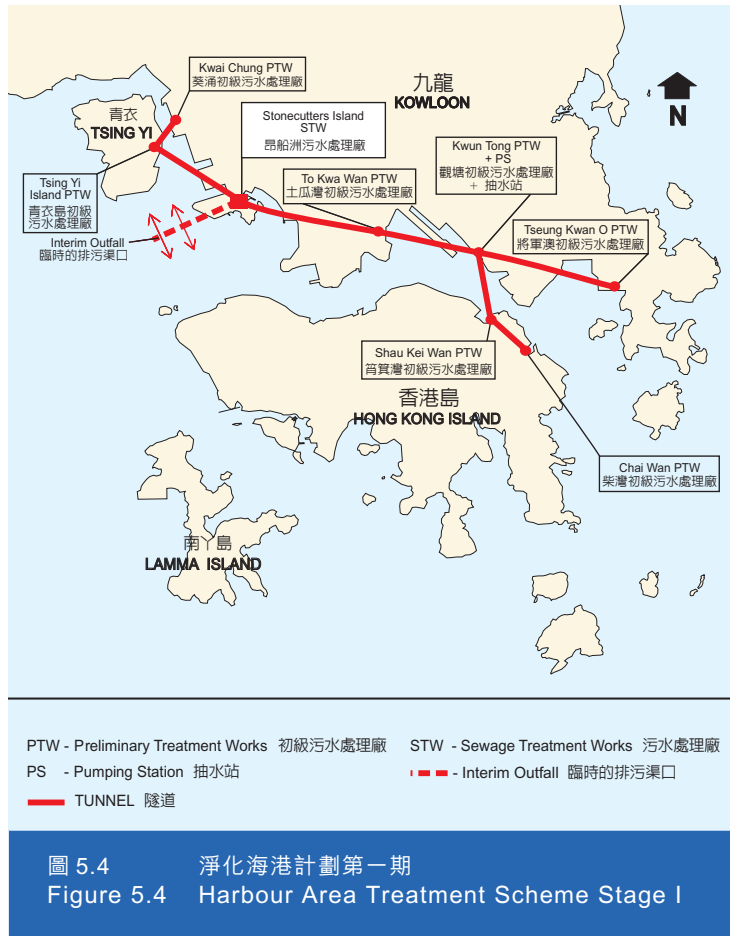 Kwai Chung PTW
葵涌初級污水處理廠
九龍
KOWLOON
N
青衣
TSING YI
Stonecutters Island
STW
昂船洲污水處理廠
Kwun Tong PTW
+ PS
觀塘初級污水處理廠
+ 抽水站
To Kwa Wan PTW
土瓜灣初級污水處理廠
Tsing Yi
Island PTW
青衣島初級
污水處理廠
Tseung Kwan O PTW
將軍澳初級污水處理廠
Interim Outfall
臨時的排污渠口
Shau Kei Wan PTW
筲箕灣初級污水處理廠
香港島
HONG KONG ISLAND
Chai Wan PTW
柴灣初級污水處理廠
南丫島
LAMMA ISLAND
PTW - Preliminary Treatment Works 初級污水處理廠
STW - Sewage Treatment Works 污水處理廠
PS - Pumping Station 抽水站
- Interim Outfall 臨時的排污渠口
TUNNEL 隧道
圖 5.4 淨化海港計劃第一期
Figure 5.4 Harbour Area Treatment Scheme Stage I